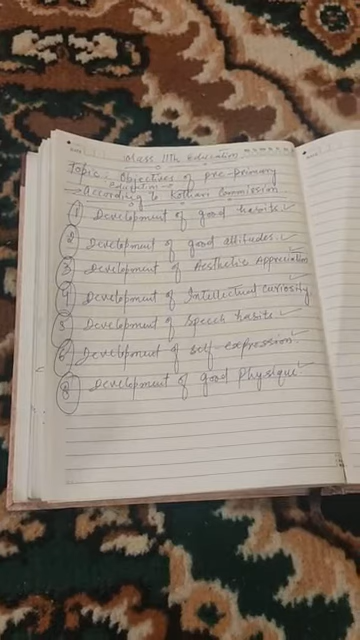 Class 11th Education
Topic: Objectives of pre-primary
Education
→ According to Kothari Commission.
1 Development of good habits. ✓
2 Development of good attitudes. ✓
3 Development of Aesthetic Appreciation
4 Development of Intellectual curiosity
5 Development of Speech habits. ✓
6 Development of self-expression ✓
8 Development of good Physique ✓